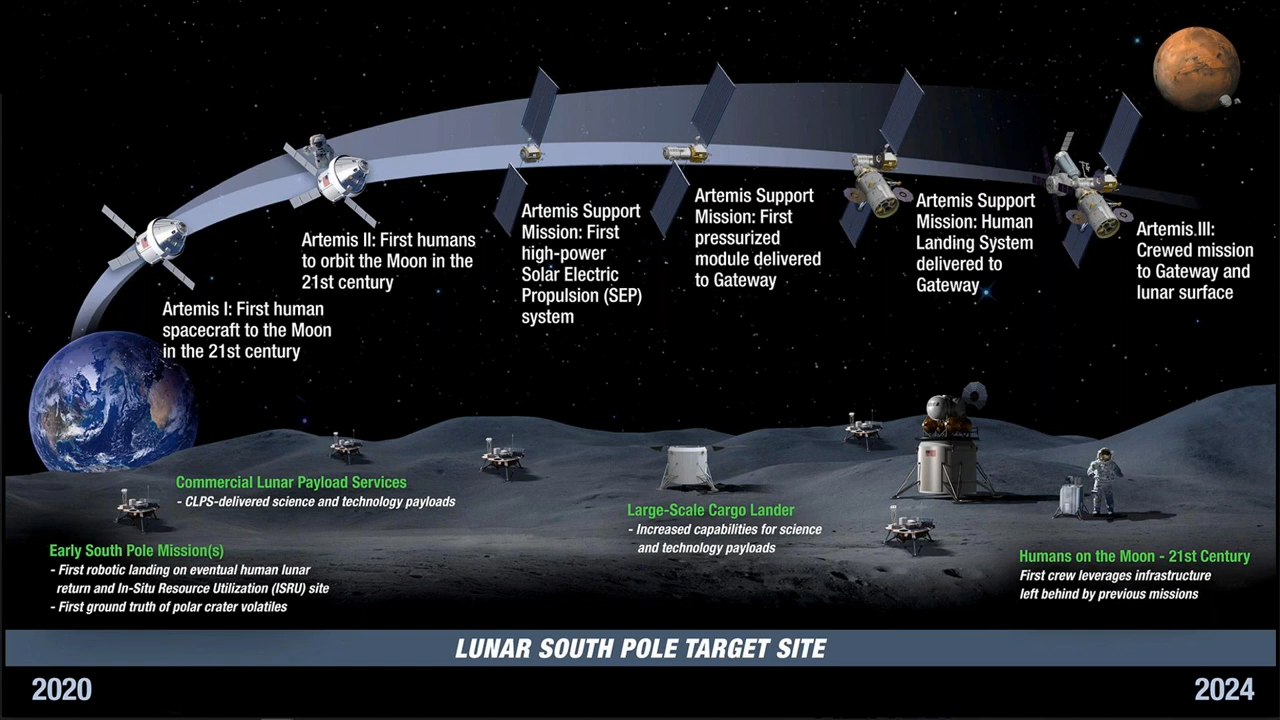 Artemis I: First human
spacecraft to the Moon
in the 21st century
Artemis II: First humans
to orbit the Moon in the
21st century
Artemis Support
Mission: First
high-power
Solar Electric
Propulsion (SEP)
system
Artemis Support
Mission: First
pressurized
module delivered
to Gateway
Artemis Support
Mission: Human
Landing System
delivered to
Gateway
Artemis III:
Crewed mission
to Gateway and
lunar surface
Commercial Lunar Payload Services
- CLPS-delivered science and technology payloads
Early South Pole Mission(s)
- First robotic landing on eventual human lunar
return and In-Situ Resource Utilization (ISRU) site
- First ground truth of polar crater volatiles
Large-Scale Cargo Lander
- Increased capabilities for science
and technology payloads
Humans on the Moon - 21st Century
First crew leverages infrastructure
left behind by previous missions
LUNAR SOUTH POLE TARGET SITE
2020
2024